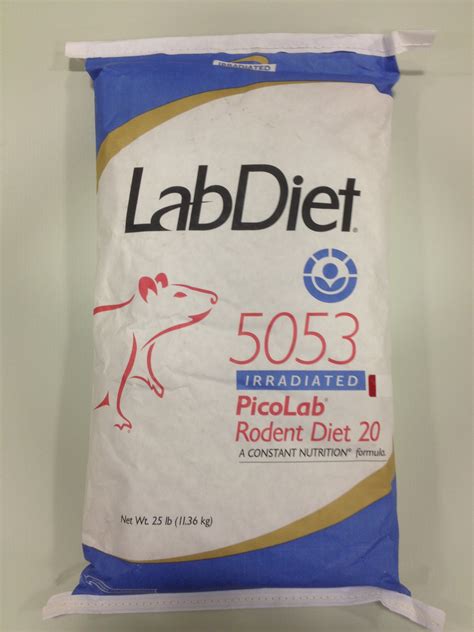 IRRADIATED
LabDiet®
5053
IRRADIATED
PicoLab®
Rodent Diet 20
A CONSTANT NUTRITION® formula.
Net Wt. 25 lb (11.36 kg)